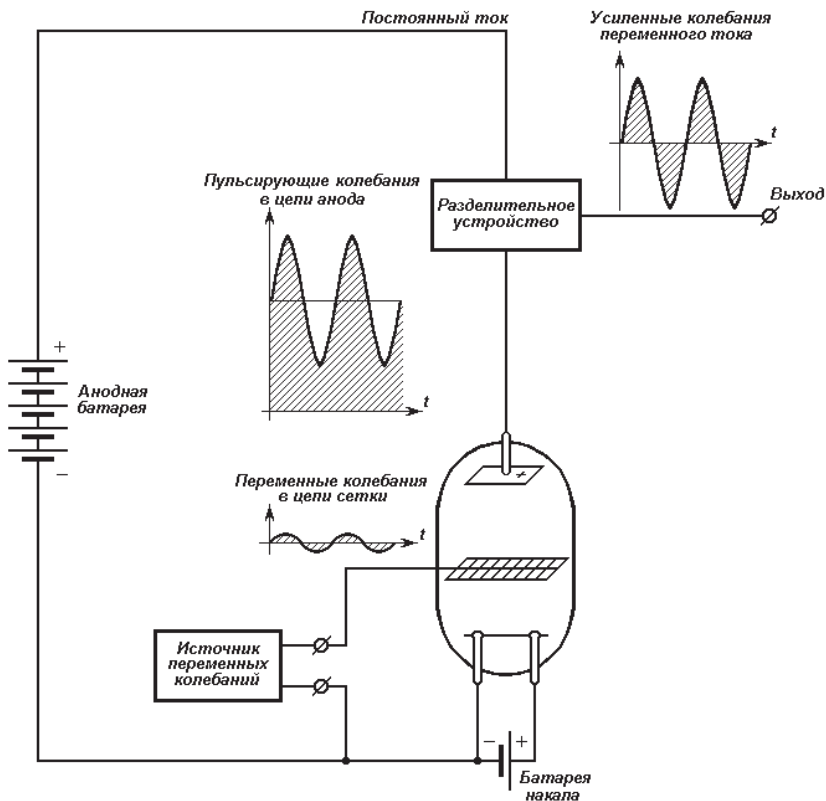 Постоянный ток
Усиленные колебания
переменного тока
t
Пульсирующие колебания
в цепи анода
Разделительное
устройство
Выход
t
+
Анодная
батарея
−
+
Переменные колебания
в цепи сетки
t
Источник
переменных
колебаний
− +
Батарея
накала